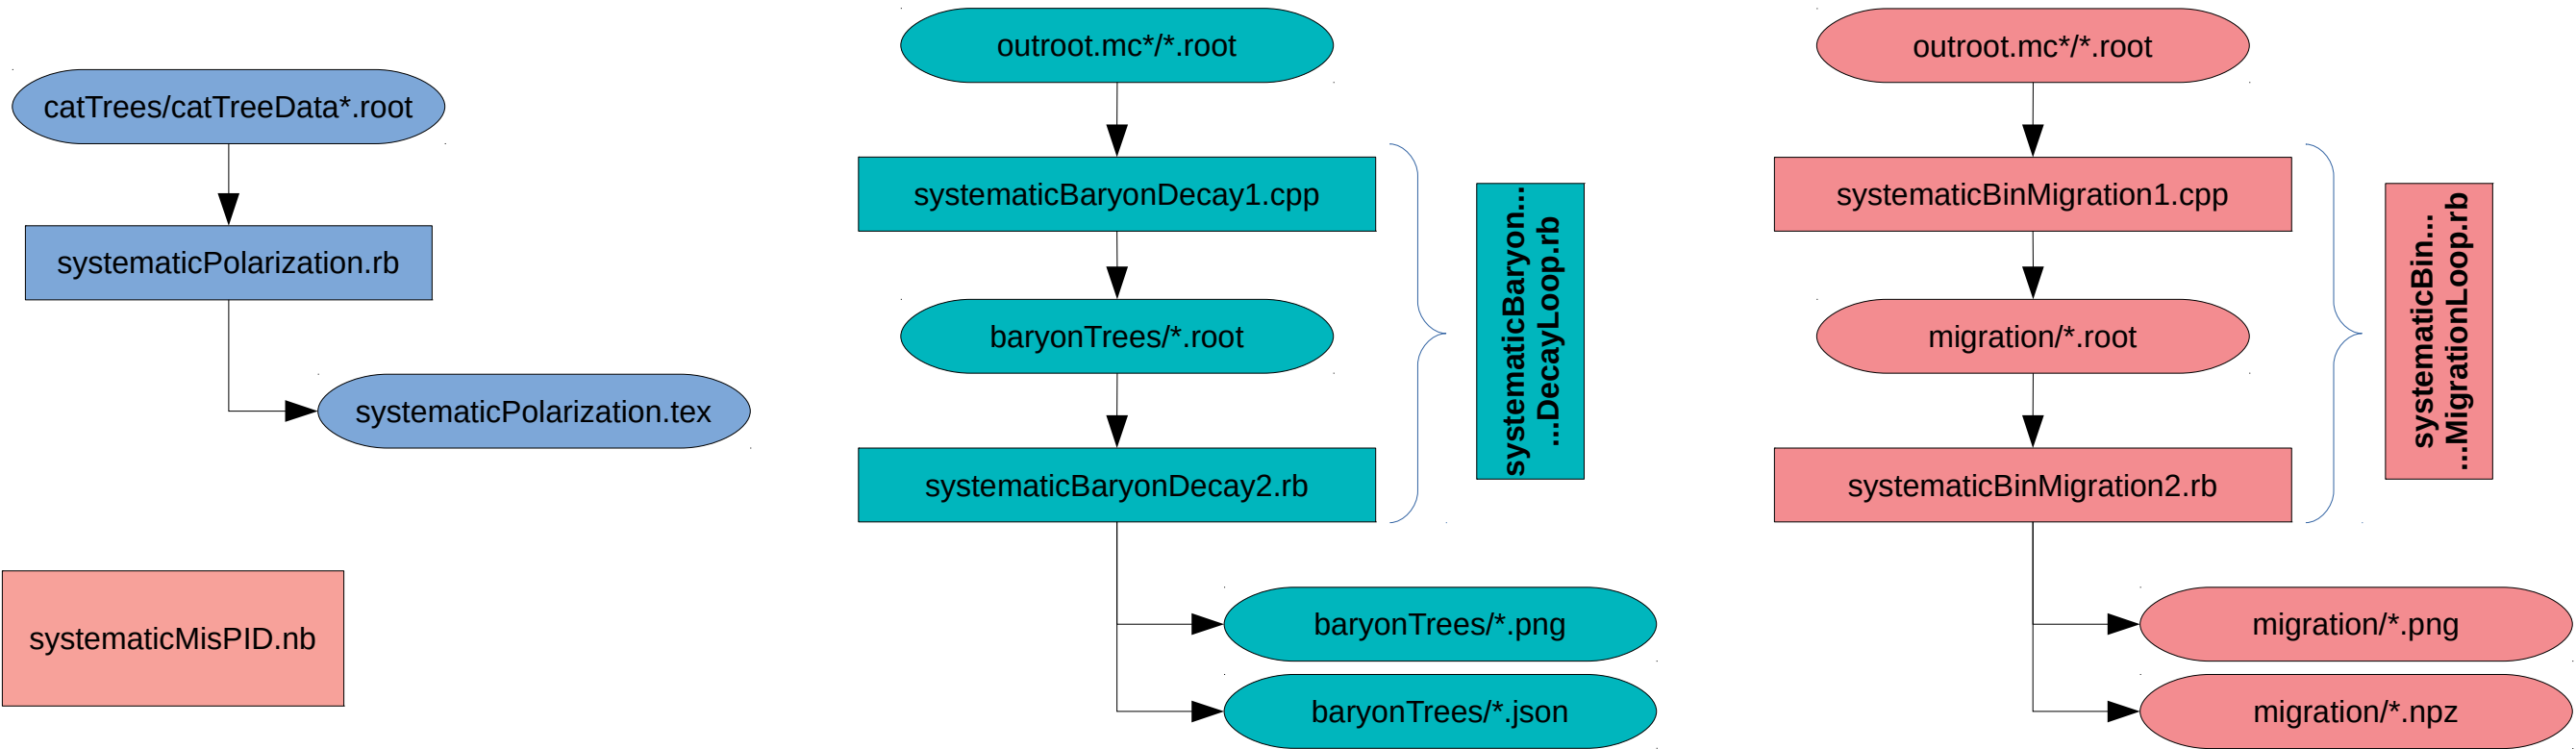 catTrees/catTreeData*.root
systematicPolarization.rb
systematicPolarization.tex
systematicMisPID.nb
outroot.mc*/*.root
systematicBaryonDecay1.cpp
baryonTrees/*.root
systematicBaryonDecay2.rb
baryonTrees/*.png
baryonTrees/*.json
systematicBaryon...
...DecayLoop.rb
outroot.mc*/*.root
systematicBinMigration1.cpp
migration/*.root
systematicBinMigration2.rb
migration/*.png
migration/*.npz
systematicBin...
...MigrationLoop.rb